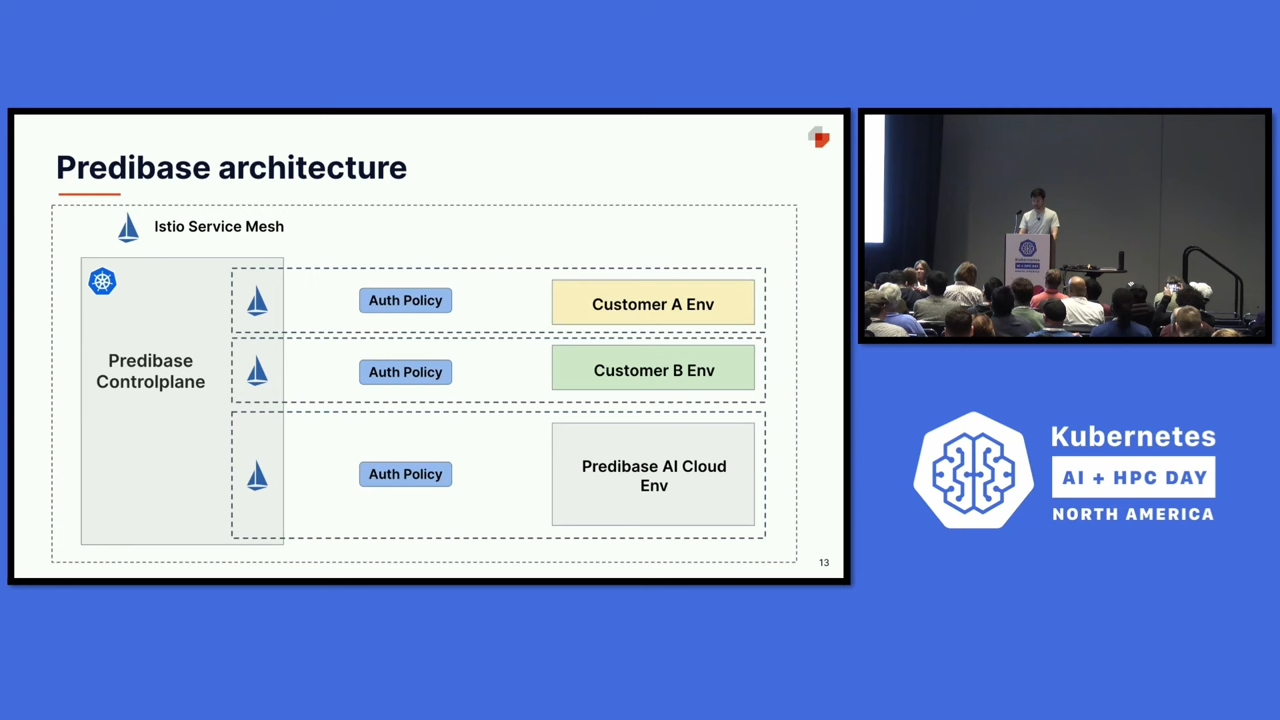 Predibase architecture
Istio Service Mesh
Predibase
Controlplane
Auth Policy
Customer A Env
Auth Policy
Customer B Env
Auth Policy
Predibase AI Cloud
Env
13
Kubernetes
AI + HPC DAY
NORTH AMERICA